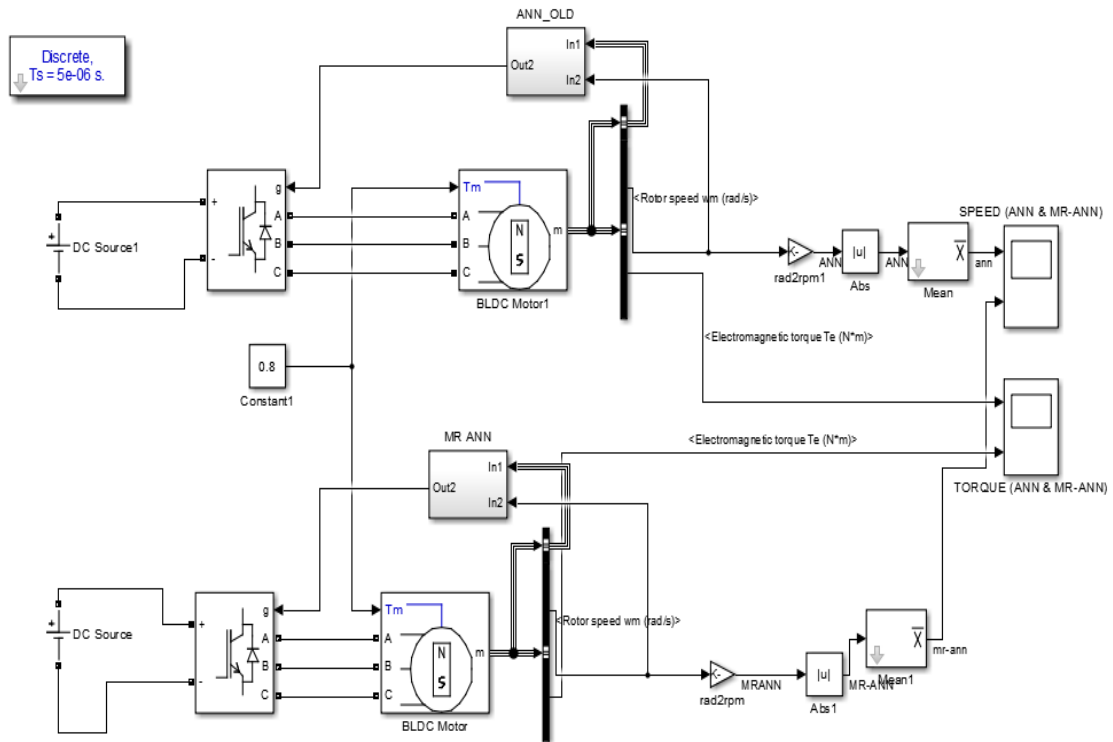 ANN_OLD
Discrete,
Ts = 5e-06 s.
In1
Out2
In2
g
Tm
+
A
A
<Rotor speed wm (rad/s)>
SPEED (ANN & MR-ANN)
+
DC Source1
B
B
N
S
m
-
C
C
K-
ANN
|u|
ANN
X
ann
rad2rpm1
Abs
Mean
BLDC Motor1
<Electromagnetic torque Te (N*m)>
0.8
Constant1
MR ANN
<Electromagnetic torque Te (N*m)>
In1
Out2
TORQUE (ANN & MR-ANN)
In2
g
Tm
<Rotor speed wm (rad/s)>
+
+
DC Source
A
A
B
B
N
S
m
X
mr-ann
-
C
C
K-
MRANN
|u|
MR-ANN
Mean1
rad2rpm
Abs1
BLDC Motor